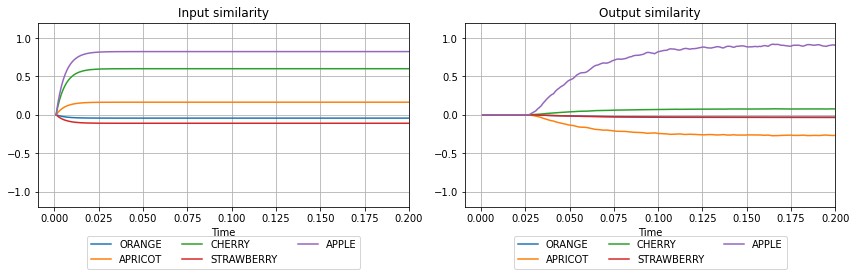 Input similarity
1.0
0.5
0.0
−0.5
−1.0
0.000 0.025 0.050 0.075 0.100 0.125 0.150 0.175 0.200
Time
ORANGE CHERRY APPLE
APRICOT STRAWBERRY
Output similarity
1.0
0.5
0.0
−0.5
−1.0
0.000 0.025 0.050 0.075 0.100 0.125 0.150 0.175 0.200
Time
ORANGE CHERRY APPLE
APRICOT STRAWBERRY